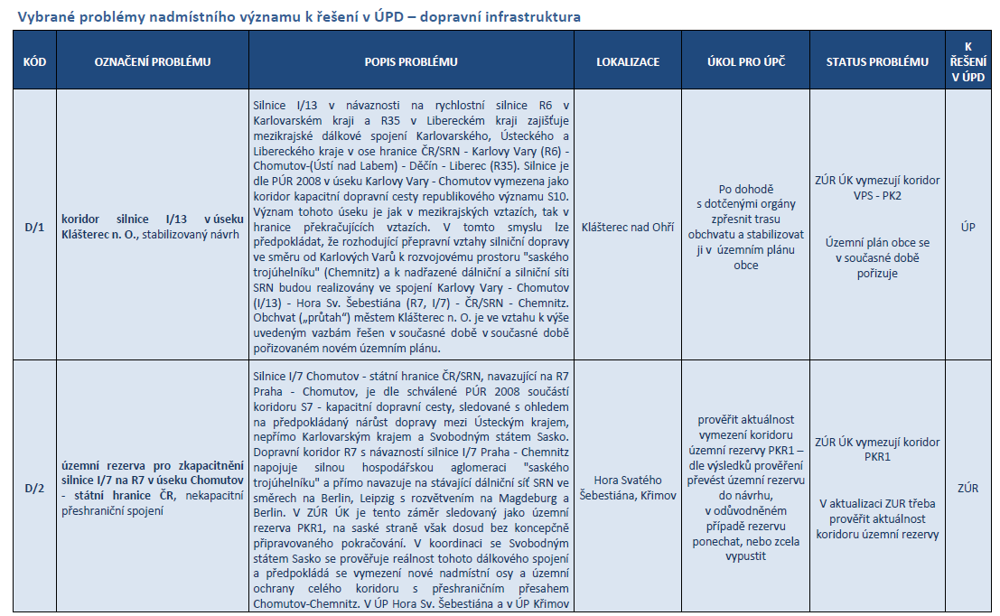 Vybrané problémy nadmístního významu k řešení v ÚPD – dopravní infrastruktura
KÓD
OZNAČENÍ PROBLÉMU
POPIS PROBLÉMU
LOKALIZACE
ÚKOL PRO ÚPČ
STATUS PROBLÉMU
K
ŘEŠENÍ
V ÚPD
D/1
koridor silnice I/13 v úseku
Klášterec n. O., stabilizovaný návrh
Silnice I/13 v návaznosti na rychlostní silnice R6 v
Karlovarském kraji a R35 v Libereckém kraji zajišťuje
mezikrajské dálkové spojení Karlovarského, Ústeckého a
Libereckého kraje v ose hranice ČR/SRN - Karlovy Vary (R6) -
Chomutov-(Ústí nad Labem) - Děčín - Liberec (R35). Silnice je
dle PÚR 2008 v úseku Karlovy Vary - Chomutov vymezena jako
koridor kapacitní dopravní cesty republikového významu S10.
Význam tohoto úseku je jak v mezikrajských vztazích, tak v
hranice překračujících vztazích. V tomto smyslu lze
předpokládat, že rozhodující přepravní vztahy silniční dopravy
ve směru od Karlových Varů k rozvojovému prostoru "saského
trojúhelníku" (Chemnitz) a k nadřazené dálniční a silniční síti
SRN budou realizovány ve spojení Karlovy Vary - Chomutov
(I/13) - Hora Sv. Šebestiána (R7, I/7) - ČR/SRN - Chemnitz.
Obchvat („průtah“) městem Klášterec n. O. je ve vztahu k výše
uvedeným vazbám řešen v současné době v současné době
pořizovaném novém územním plánu.
Klášterec nad Ohří
Po dohodě
s dotčenými orgány
zpřesnit trasu
obchvatu a stabilizovat
ji v územním plánu
obce
ZÚR ÚK vymezují koridor
VPS - PK2
Územní plán obce se
v současné době
pořizuje
ÚP
D/2
územní rezerva pro zkapacitnění
silnice I/7 na R7 v úseku Chomutov
- státní hranice ČR, nekapacitní
přeshraniční spojení
Silnice I/7 Chomutov - státní hranice ČR/SRN, navazující na R7
Praha - Chomutov, je dle schválené PÚR 2008 součástí
koridoru S7 - kapacitní dopravní cesty, sledované s ohledem
na předpokládaný nárůst dopravy mezi Ústeckým krajem,
nepřímo Karlovarským krajem a Svobodným státem Sasko.
Dopravní koridor R7 s návazností silnice I/7 Praha - Chemnitz
napojuje silnou hospodářskou aglomeraci "saského
trojúhelníku" a přímo navazuje na stávající dálniční síť SRN ve
směrech na Berlin, Leipzig s rozvětvením na Magdeburg a
Berlin. V ZÚR ÚK je tento záměr sledovaný jako územní
rezerva PKR1, na saské straně však dosud bez koncepčně
připravovaného pokračování. V koordinaci se Svobodným
státem Sasko se prověřuje reálnost tohoto dálkového spojení
a předpokládá se vymezení nové nadmístní osy a územní
ochrany celého koridoru s přeshraničním přesahem
Chomutov-Chemnitz. V ÚP Hora Sv. Šebestiána a v ÚP Křimov
Hora Svatého
Šebestiána, Křimov
prověřit aktuálnost
vymezení koridoru
územní rezervy PKR1 –
dle výsledků prověření
převést územní rezervu
do návrhu,
v odůvodněném
případě rezervu
ponechat, nebo zcela
vypustit
ZÚR ÚK vymezují koridor
PKR1
V aktualizaci ZUR třeba
prověřit aktuálnost
koridoru územní rezervy
ZÚR